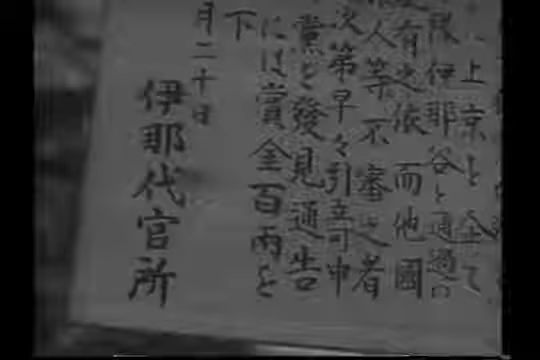 上京を企て
伊那谷を通過
有之依而他國
人等不審之者
次第早々引立可申
黨を發見通告
には賞金百両を
下
月二十日
伊那代官所